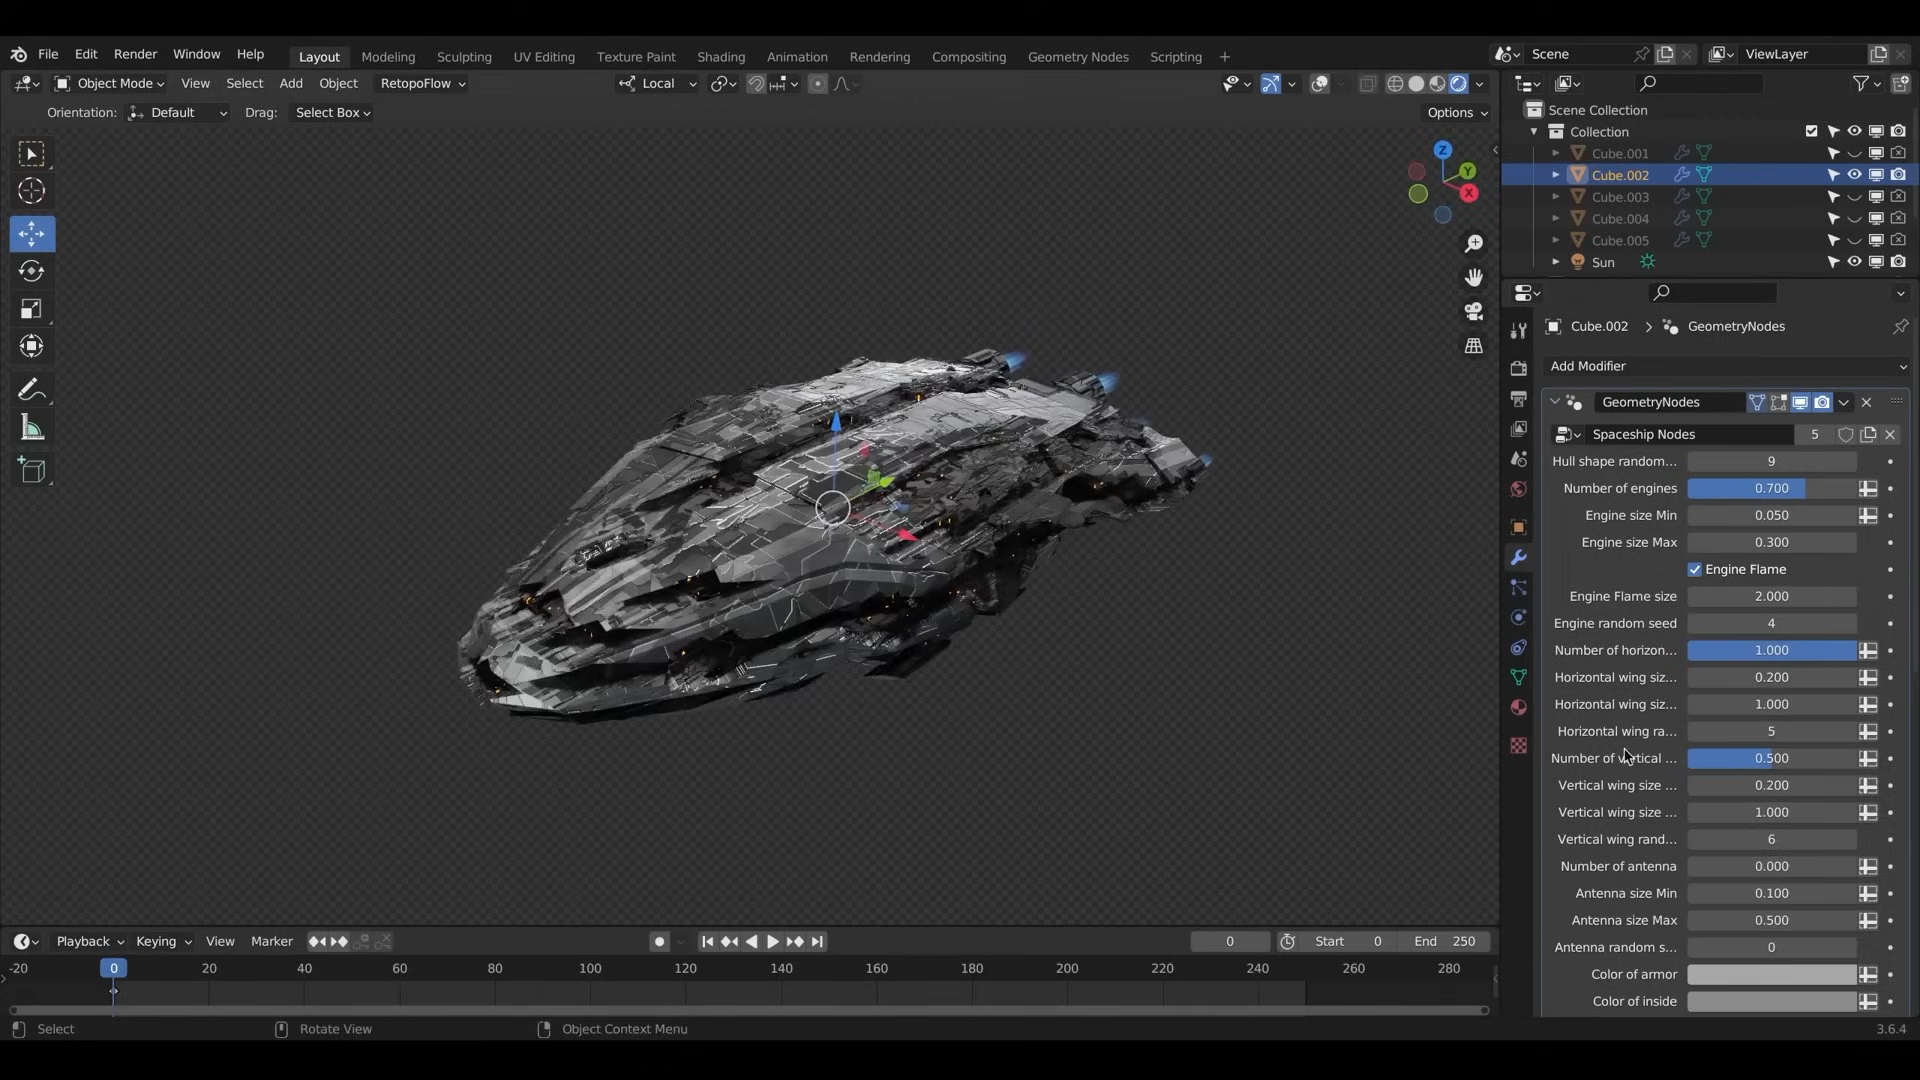 File Edit Render Window Help Layout Modeling Sculpting UV Editing Texture Paint Shading Animation Rendering Compositing Geometry Nodes Scripting + Scene ViewLayer
Object Mode View Select Add Object RetopoFlow Local
Orientation: Default Drag: Select Box Options
Z
Y
X
Scene Collection
Collection
Cube.001
Cube.002
Cube.003
Cube.004
Cube.005
Sun
Cube.002 > GeometryNodes
Add Modifier
GeometryNodes
Spaceship Nodes 5
Hull shape random... 9
Number of engines 0.700
Engine size Min 0.050
Engine size Max 0.300
Engine Flame
Engine Flame size 2.000
Engine random seed 4
Number of horizon... 1.000
Horizontal wing siz... 0.200
Horizontal wing siz... 1.000
Horizontal wing ra... 5
Number of vertical ... 0.500
Vertical wing size ... 0.200
Vertical wing size ... 1.000
Vertical wing rand... 6
Number of antenna 0.000
Antenna size Min 0.100
Antenna size Max 0.500
Antenna random s... 0
Color of armor
Color of inside
Playback Keying View Marker 0 Start 0 End 250
-20 0 20 40 60 80 100 120 140 160 180 200 220 240 260 280
Select Rotate View Object Context Menu 3.6.4